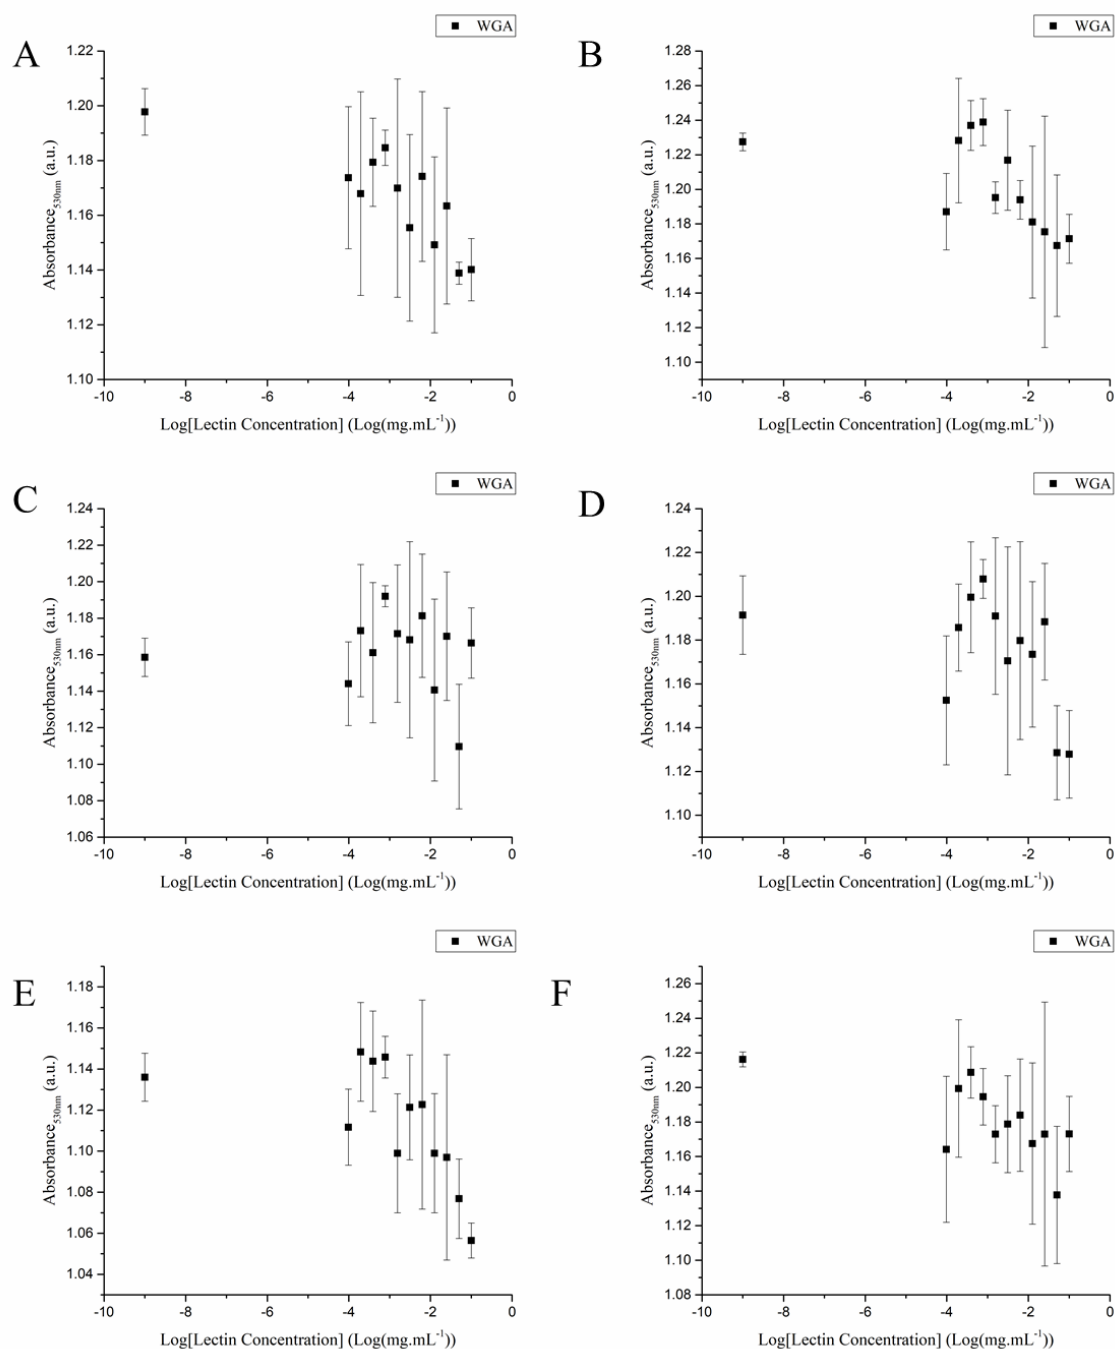 A
WGA
1.22
1.20
1.18
1.16
1.14
1.12
1.10
Absorbance530nm (a.u.)
-10 -8 -6 -4 -2 0
Log[Lectin Concentration] (Log(mg.mL-1))
B
WGA
1.28
1.26
1.24
1.22
1.20
1.18
1.16
1.14
1.12
1.10
Absorbance530nm (a.u.)
-10 -8 -6 -4 -2 0
Log[Lectin Concentration] (Log(mg.mL-1))
C
WGA
1.24
1.22
1.20
1.18
1.16
1.14
1.12
1.10
1.08
1.06
Absorbance530nm (a.u.)
-10 -8 -6 -4 -2 0
Log[Lectin Concentration] (Log(mg.mL-1))
D
WGA
1.24
1.22
1.20
1.18
1.16
1.14
1.12
1.10
Absorbance530nm (a.u.)
-10 -8 -6 -4 -2 0
Log[Lectin Concentration] (Log(mg.mL-1))
E
WGA
1.18
1.16
1.14
1.12
1.10
1.08
1.06
1.04
Absorbance530nm (a.u.)
-10 -8 -6 -4 -2 0
Log[Lectin Concentration] (Log(mg.mL-1))
F
WGA
1.26
1.24
1.22
1.20
1.18
1.16
1.14
1.12
1.10
1.08
Absorbance530nm (a.u.)
-10 -8 -6 -4 -2 0
Log[Lectin Concentration] (Log(mg.mL-1))